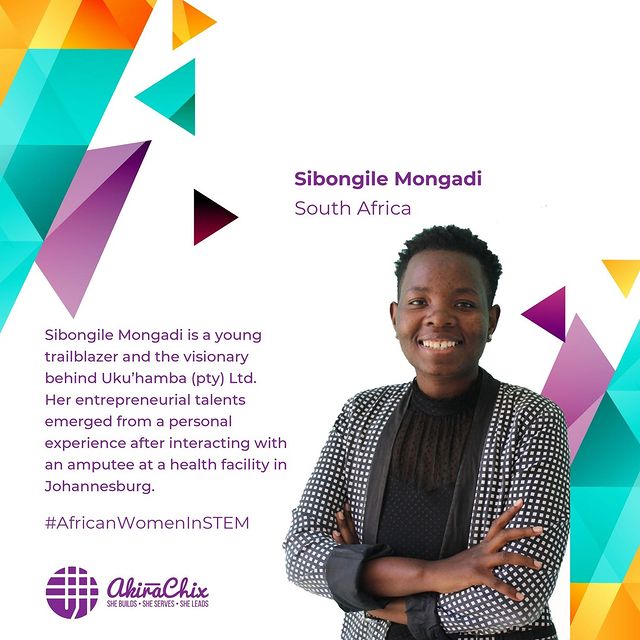 Sibongile Mongadi
South Africa
Sibongile Mongadi is a young
trailblazer and the visionary
behind Uku’hamba (pty) Ltd.
Her entrepreneurial talents
emerged from a personal
experience after interacting with
an amputee at a health facility in
Johannesburg.
#AfricanWomenInSTEM
AkiraChix
SHE BUILDS • SHE SERVES • SHE LEADS